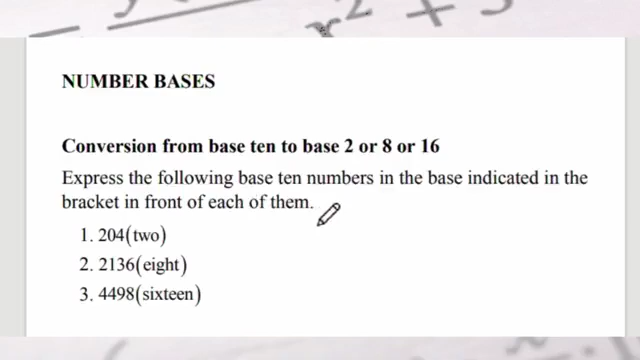 x² + 3
NUMBER BASES
Conversion from base ten to base 2 or 8 or 16
Express the following base ten numbers in the base indicated in the
bracket in front of each of them.
1. 204(two)
2. 2136(eight)
3. 4498(sixteen)